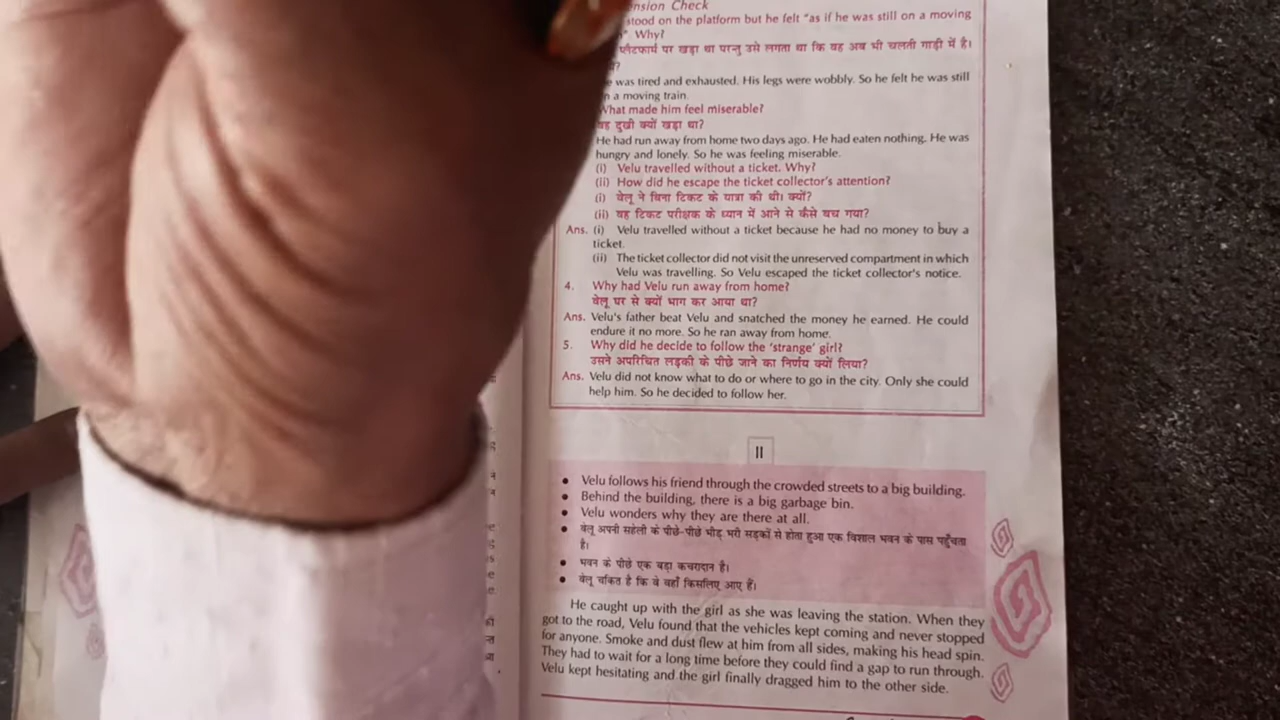 ension Check
stood on the platform but he felt "as if he was still on a moving
" Why?
प्लैटफार्म पर खड़ा था परन्तु उसे लगता था कि वह अब भी चलती गाड़ी में है।
?
e was tired and exhausted. His legs were wobbly. So he felt he was still
n a moving train.
What made him feel miserable?
वह दुखी क्यों खड़ा था?
He had run away from home two days ago. He had eaten nothing. He was
hungry and lonely. So he was feeling miserable.
(i) Velu travelled without a ticket. Why?
(ii) How did he escape the ticket collector's attention?
(i) वेलू ने बिना टिकट के यात्रा की थी। क्यों?
(ii) वह टिकट परीक्षक के ध्यान में आने से कैसे बच गया?
Ans. (i) Velu travelled without a ticket because he had no money to buy a
ticket.
(ii) The ticket collector did not visit the unreserved compartment in which
Velu was travelling. So Velu escaped the ticket collector's notice.
4. Why had Velu run away from home?
वेलू घर से क्यों भाग कर आया था?
Ans. Velu's father beat Velu and snatched the money he earned. He could
endure it no more. So he ran away from home.
5. Why did he decide to follow the 'strange' girl?
उसने अपरिचित लड़की के पीछे जाने का निर्णय क्यों लिया?
Ans. Velu did not know what to do or where to go in the city. Only she could
help him. So he decided to follow her.
II
• Velu follows his friend through the crowded streets to a big building.
• Behind the building, there is a big garbage bin.
• Velu wonders why they are there at all.
• वेलू अपनी सहेली के पीछे-पीछे भीड़ भरी सड़कों से होता हुआ एक विशाल भवन के पास पहुँचता
है।
• भवन के पीछे एक बड़ा कचरादान है।
• वेलू चकित है कि वे वहाँ किसलिए आए हैं।
He caught up with the girl as she was leaving the station. When they
got to the road, Velu found that the vehicles kept coming and never stopped
for anyone. Smoke and dust flew at him from all sides, making his head spin.
They had to wait for a long time before they could find a gap to run through.
Velu kept hesitating and the girl finally dragged him to the other side.